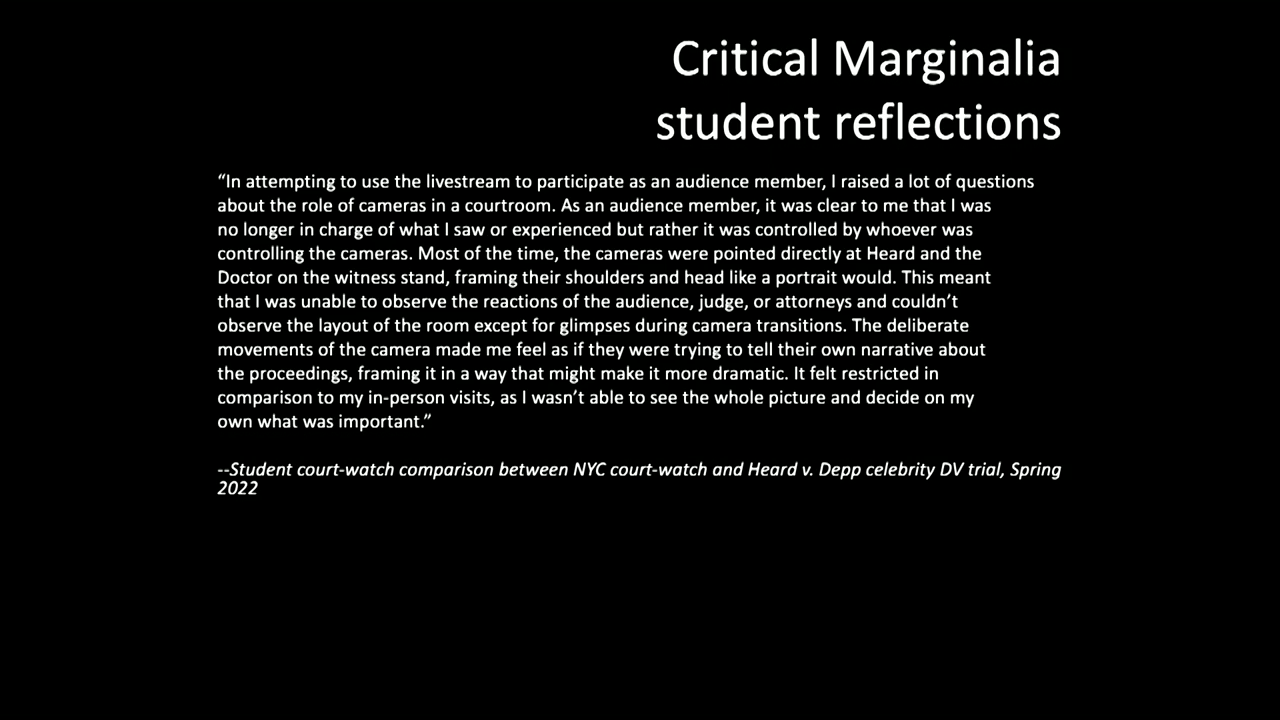 Critical Marginalia
student reflections
“In attempting to use the livestream to participate as an audience member, I raised a lot of questions
about the role of cameras in a courtroom. As an audience member, it was clear to me that I was
no longer in charge of what I saw or experienced but rather it was controlled by whoever was
controlling the cameras. Most of the time, the cameras were pointed directly at Heard and the
Doctor on the witness stand, framing their shoulders and head like a portrait would. This meant
that I was unable to observe the reactions of the audience, judge, or attorneys and couldn’t
observe the layout of the room except for glimpses during camera transitions. The deliberate
movements of the camera made me feel as if they were trying to tell their own narrative about
the proceedings, framing it in a way that might make it more dramatic. It felt restricted in
comparison to my in-person visits, as I wasn’t able to see the whole picture and decide on my
own what was important.”
--Student court-watch comparison between NYC court-watch and Heard v. Depp celebrity DV trial, Spring
2022